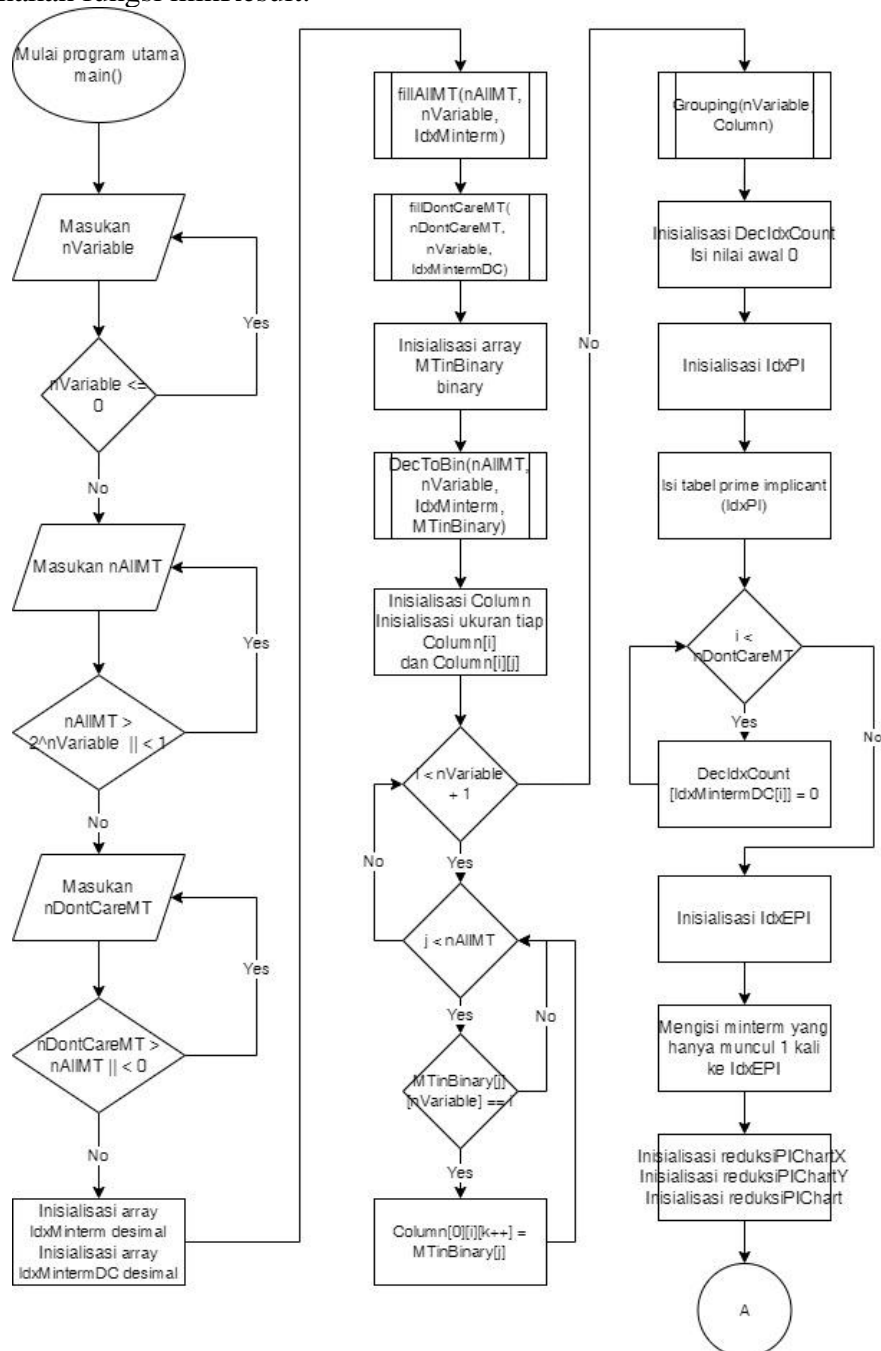 Mulai program utama
main()
Masukan
nVariable
Yes
nVariable <=
0
No
Masukan nAllMT
Yes
nAllMT >
2^nVariable || < 1
No
Masukan
nDontCareMT
Yes
nDontCareMT >
nAllMT || < 0
No
Inisialisasi array
IdxMinterm desimal
Inisialisasi array
IdxMintermDC desimal
fillAllMT(nAllMT,
nVariable,
IdxMinterm)
fillDontCareMT(
nDontCareMT,
nVariable,
IdxMintermDC)
Inisialisasi array
MTinBinary
binary
DecToBin(nAllMT,
nVariable,
IdxMinterm,
MTinBinary)
Inisialisasi Column
Inisialisasi ukuran tiap
Column[i]
dan Column[i][j]
i < nVariable
+ 1
No
Yes
No
j < nAllMT
Yes
No
MTinBinary[j]
[nVariable] == i
Yes
Column[0][i][k++] =
MTinBinary[j]
Grouping(nVariable,
Column)
Inisialisasi DecIdxCount
Isi nilai awal 0
Inisialisasi IdxPI
Isi tabel prime implicant
(IdxPI)
i <
nDontCareMT
Yes
No
DecIdxCount
[IdxMintermDC[i]] = 0
Inisialisasi IdxEPI
Mengisi minterm yang
hanya muncul 1 kali
ke IdxEPI
Inisialisasi reduksiPIChartX
Inisialisasi reduksiPIChartY
Inisialisasi reduksiPIChart
A